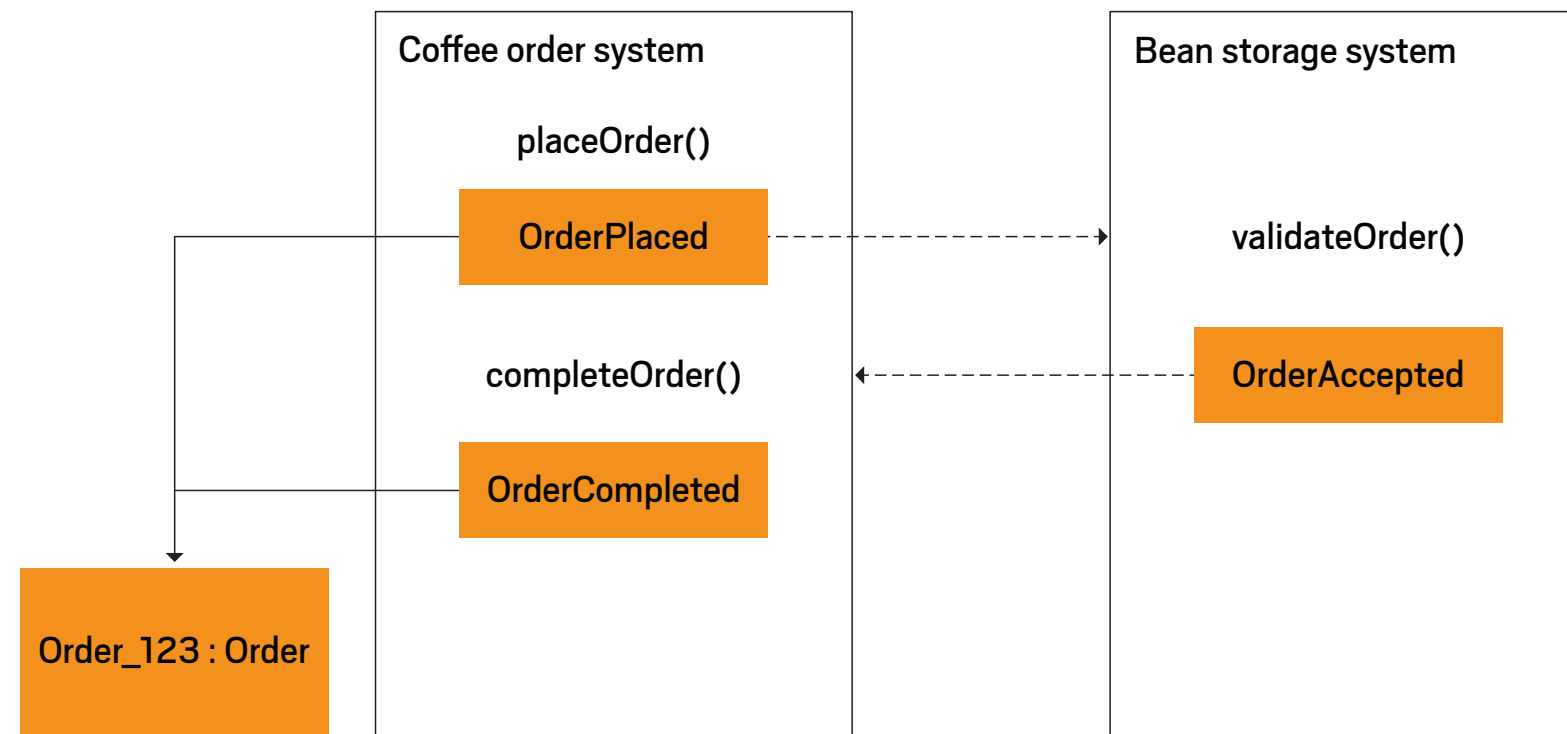 Coffee order system
Bean storage system
placeOrder()
OrderPlaced
validateOrder()
completeOrder()
OrderAccepted
OrderCompleted
Order_123 : Order